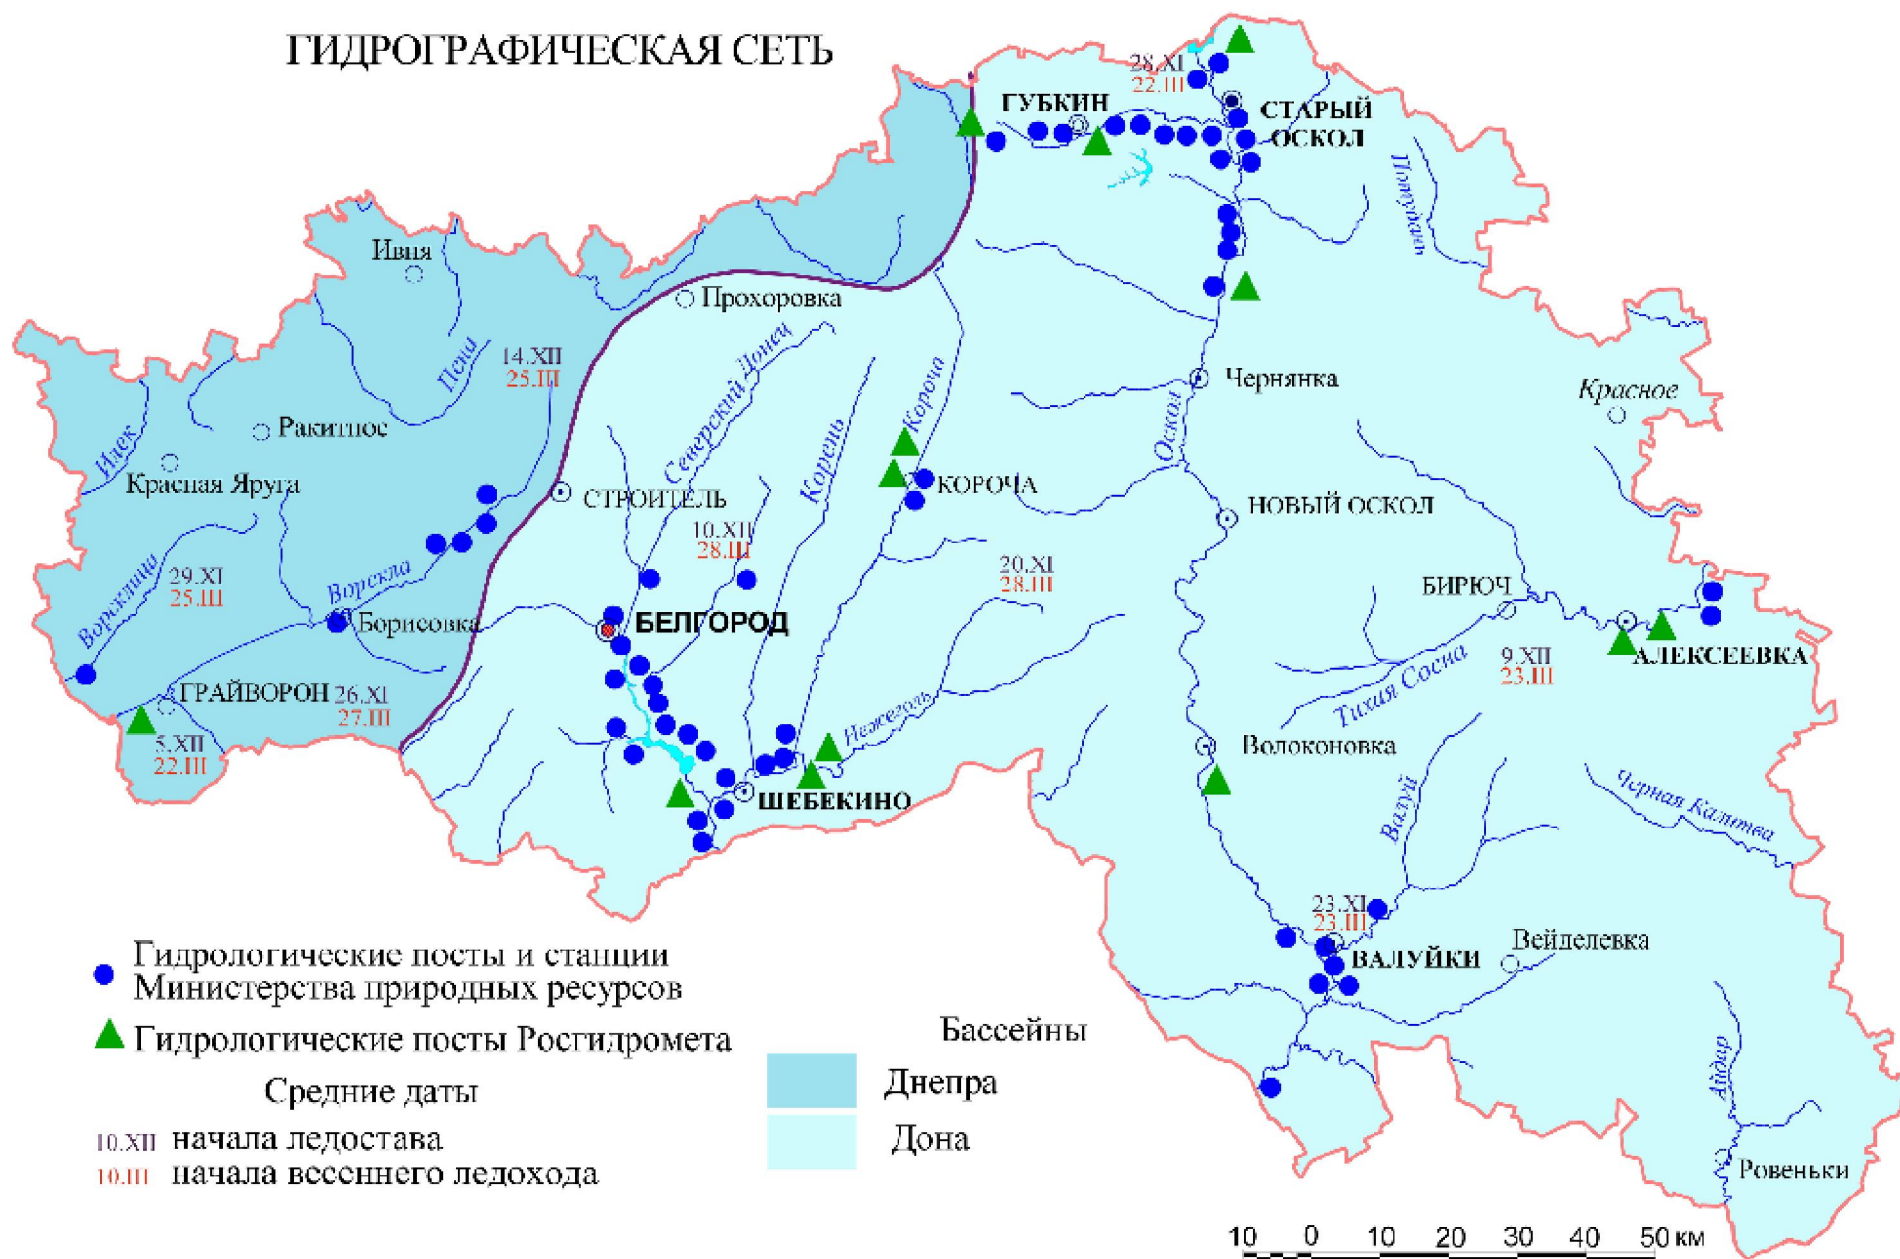 ГИДРОГРАФИЧЕСКАЯ СЕТЬ
28.XI
22.III
ГУБКИН
СТАРЫЙ
ОСКОЛ
Потудань
Ивня
Прохоровка
14.XII
25.III
Пена
Северский Донец
Короча
Чернянка
Красное
Ракитное
Илек
Корень
Оскол
Красная Яруга
СТРОИТЕЛЬ
КОРОЧА
НОВЫЙ ОСКОЛ
10.XII
28.III
20.XI
28.III
Ворсклица
29.XI
25.III
Ворскла
Борисовка
БЕЛГОРОД
БИРЮЧ
9.XII
23.III
АЛЕКСЕЕВКА
Тихая Сосна
ГРАЙВОРОН
26.XI
27.III
5.XII
22.III
Нежеголь
Волоконовка
Валуй
Черная Калитва
ШЕБЕКИНО
23.XI
23.III
ВАЛУЙКИ
Вейделевка
Айдар
Ровеньки
Гидрологические посты и станции
Министерства природных ресурсов
Гидрологические посты Росгидромета
Средние даты
10.XII начала ледостава
10.III начала весеннего ледохода
Бассейны
Днепра
Дона
10 0 10 20 30 40 50 км